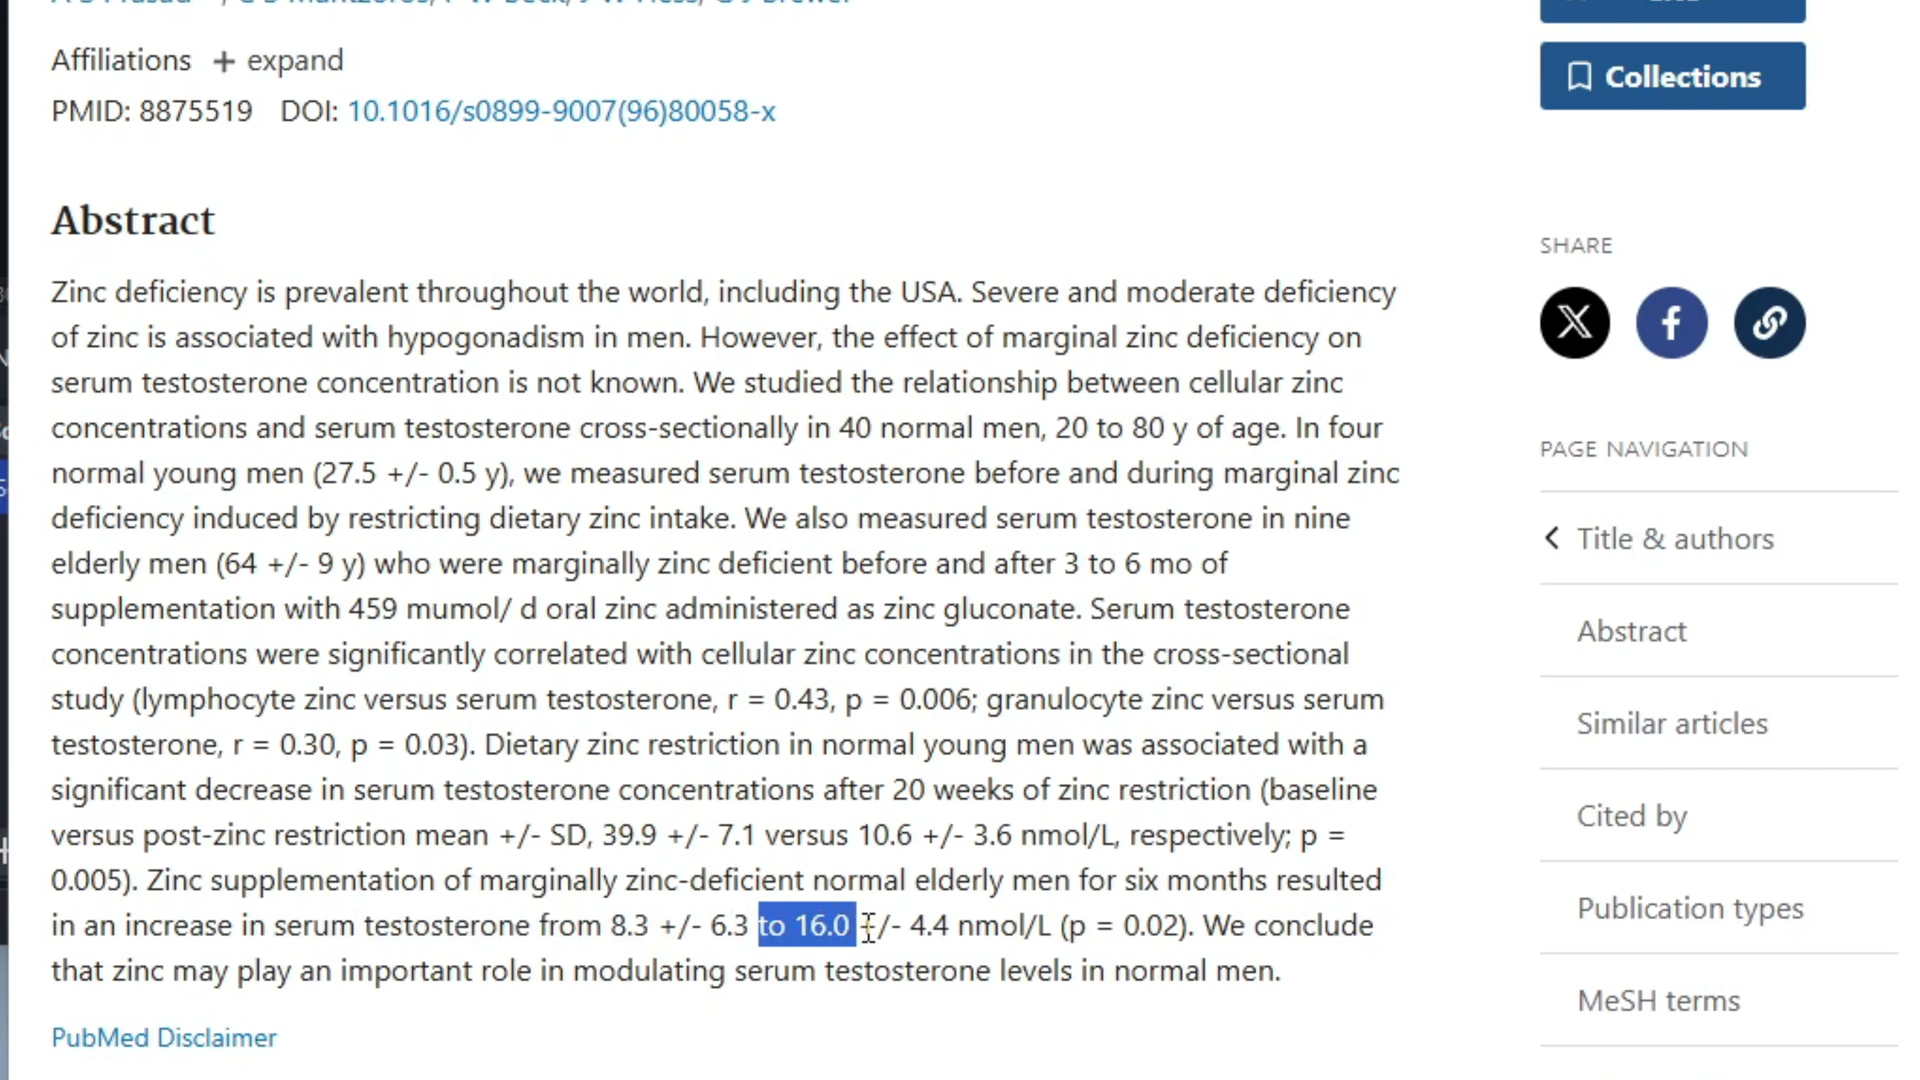 Affiliations + expand
PMID: 8875519 DOI: 10.1016/s0899-9007(96)80058-x
Collections
Abstract
Zinc deficiency is prevalent throughout the world, including the USA. Severe and moderate deficiency
of zinc is associated with hypogonadism in men. However, the effect of marginal zinc deficiency on
serum testosterone concentration is not known. We studied the relationship between cellular zinc
concentrations and serum testosterone cross-sectionally in 40 normal men, 20 to 80 y of age. In four
normal young men (27.5 +/- 0.5 y), we measured serum testosterone before and during marginal zinc
deficiency induced by restricting dietary zinc intake. We also measured serum testosterone in nine
elderly men (64 +/- 9 y) who were marginally zinc deficient before and after 3 to 6 mo of
supplementation with 459 mumol/ d oral zinc administered as zinc gluconate. Serum testosterone
concentrations were significantly correlated with cellular zinc concentrations in the cross-sectional
study (lymphocyte zinc versus serum testosterone, r = 0.43, p = 0.006; granulocyte zinc versus serum
testosterone, r = 0.30, p = 0.03). Dietary zinc restriction in normal young men was associated with a
significant decrease in serum testosterone concentrations after 20 weeks of zinc restriction (baseline
versus post-zinc restriction mean +/- SD, 39.9 +/- 7.1 versus 10.6 +/- 3.6 nmol/L, respectively; p =
0.005). Zinc supplementation of marginally zinc-deficient normal elderly men for six months resulted
in an increase in serum testosterone from 8.3 +/- 6.3 to 16.0 +/- 4.4 nmol/L (p = 0.02). We conclude
that zinc may play an important role in modulating serum testosterone levels in normal men.
PubMed Disclaimer
SHARE
PAGE NAVIGATION
Title & authors
Abstract
Similar articles
Cited by
Publication types
MeSH terms